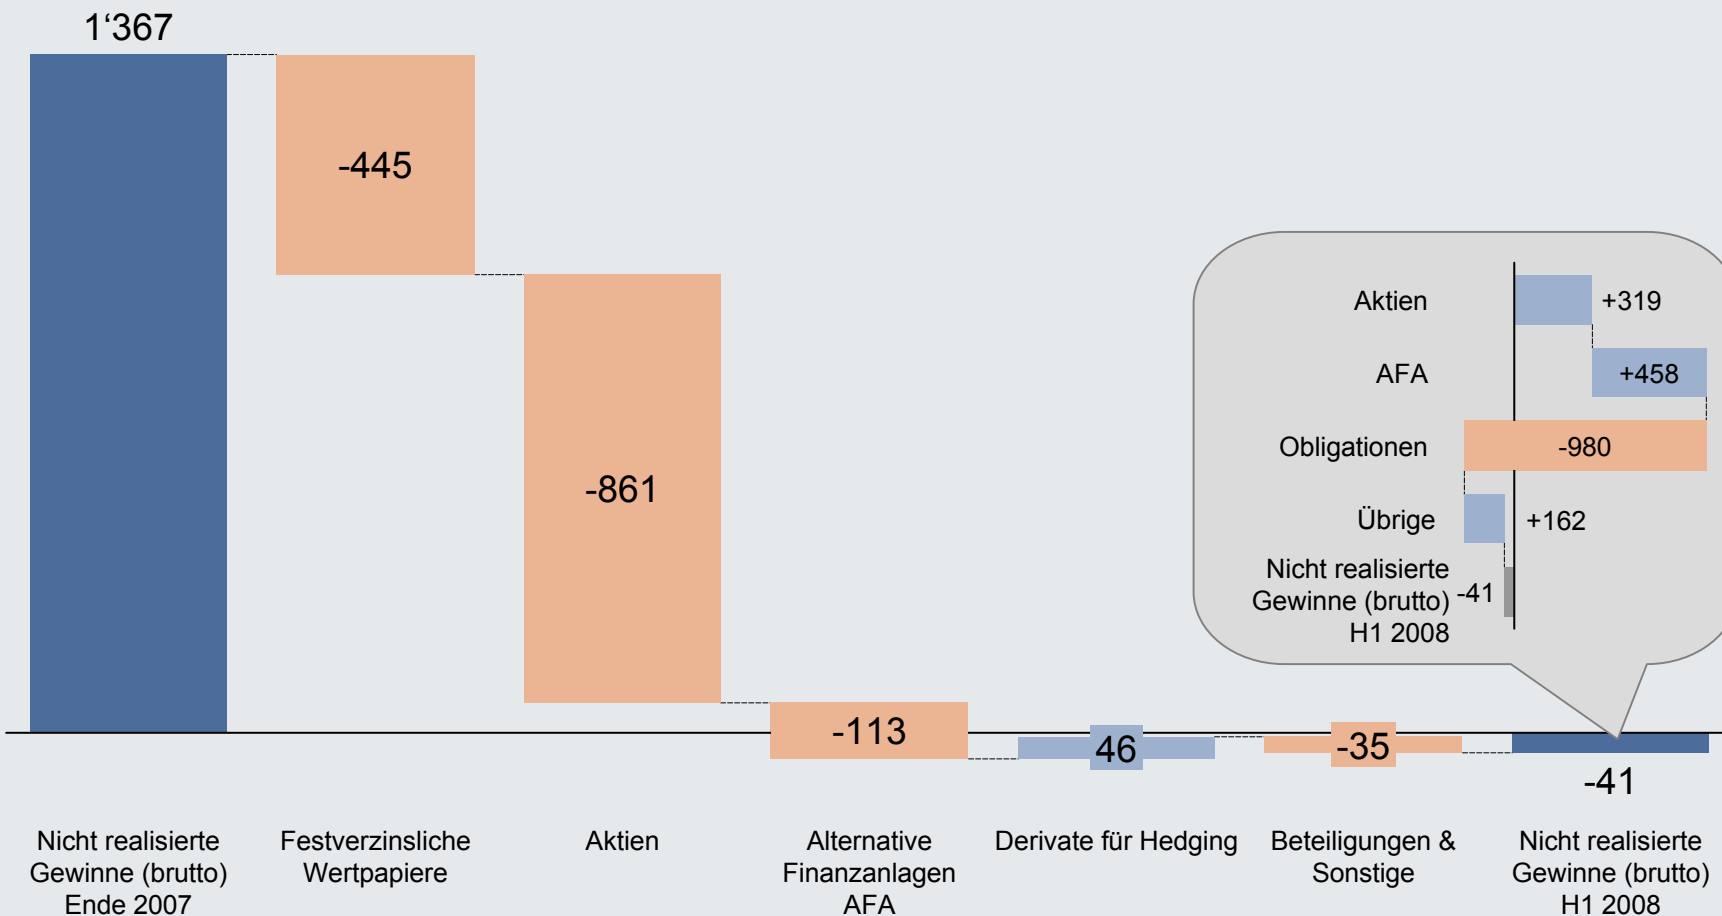 1‘367
-445
-861
-113
46
-35
-41
Aktien
+319
AFA
+458
Obligationen
-980
Übrige
+162
Nicht realisierte
Gewinne (brutto)
H1 2008
-41
Nicht realisierte
Gewinne (brutto)
Ende 2007
Festverzinsliche
Wertpapiere
Aktien
Alternative
Finanzanlagen
AFA
Derivate für Hedging
Beteiligungen &
Sonstige
Nicht realisierte
Gewinne (brutto)
H1 2008